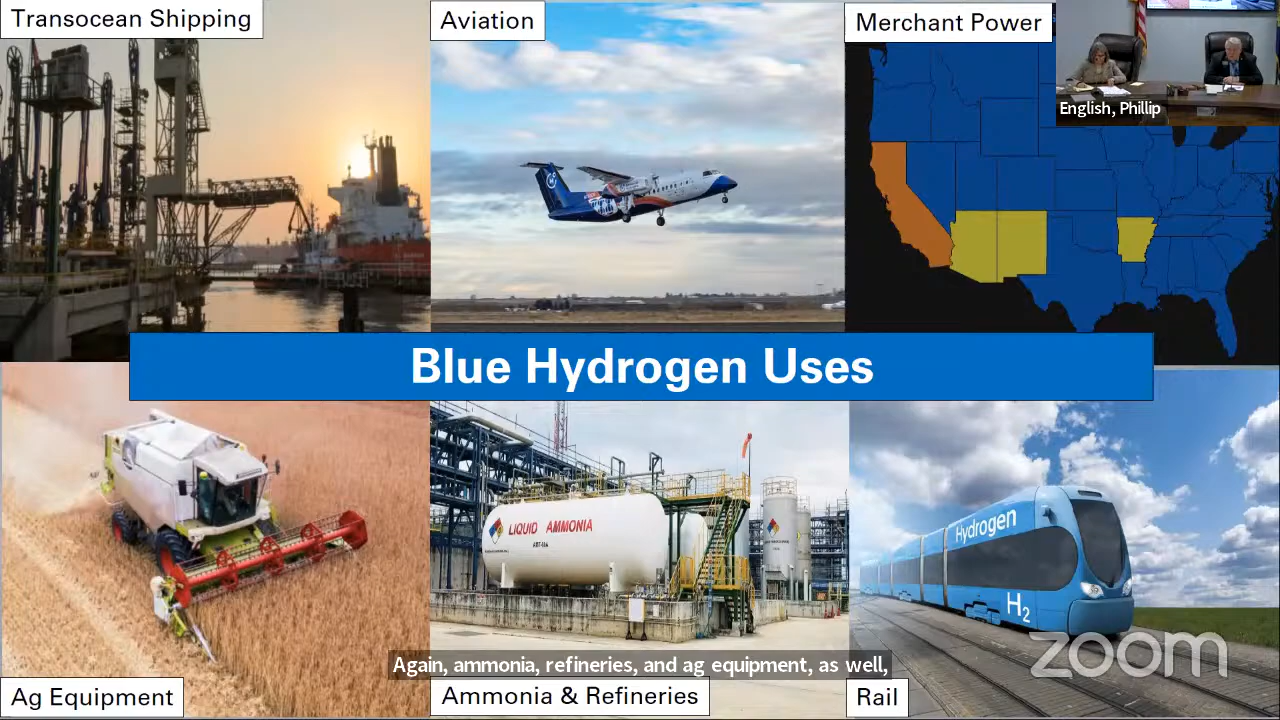 Transocean Shipping
Aviation
Merchant Power
English, Phillip
Blue Hydrogen Uses
LIQUID AMMONIA
Hydrogen
H2
Again, ammonia, refineries, and ag equipment, as well,
zoom
Ag Equipment
Ammonia & Refineries
Rail